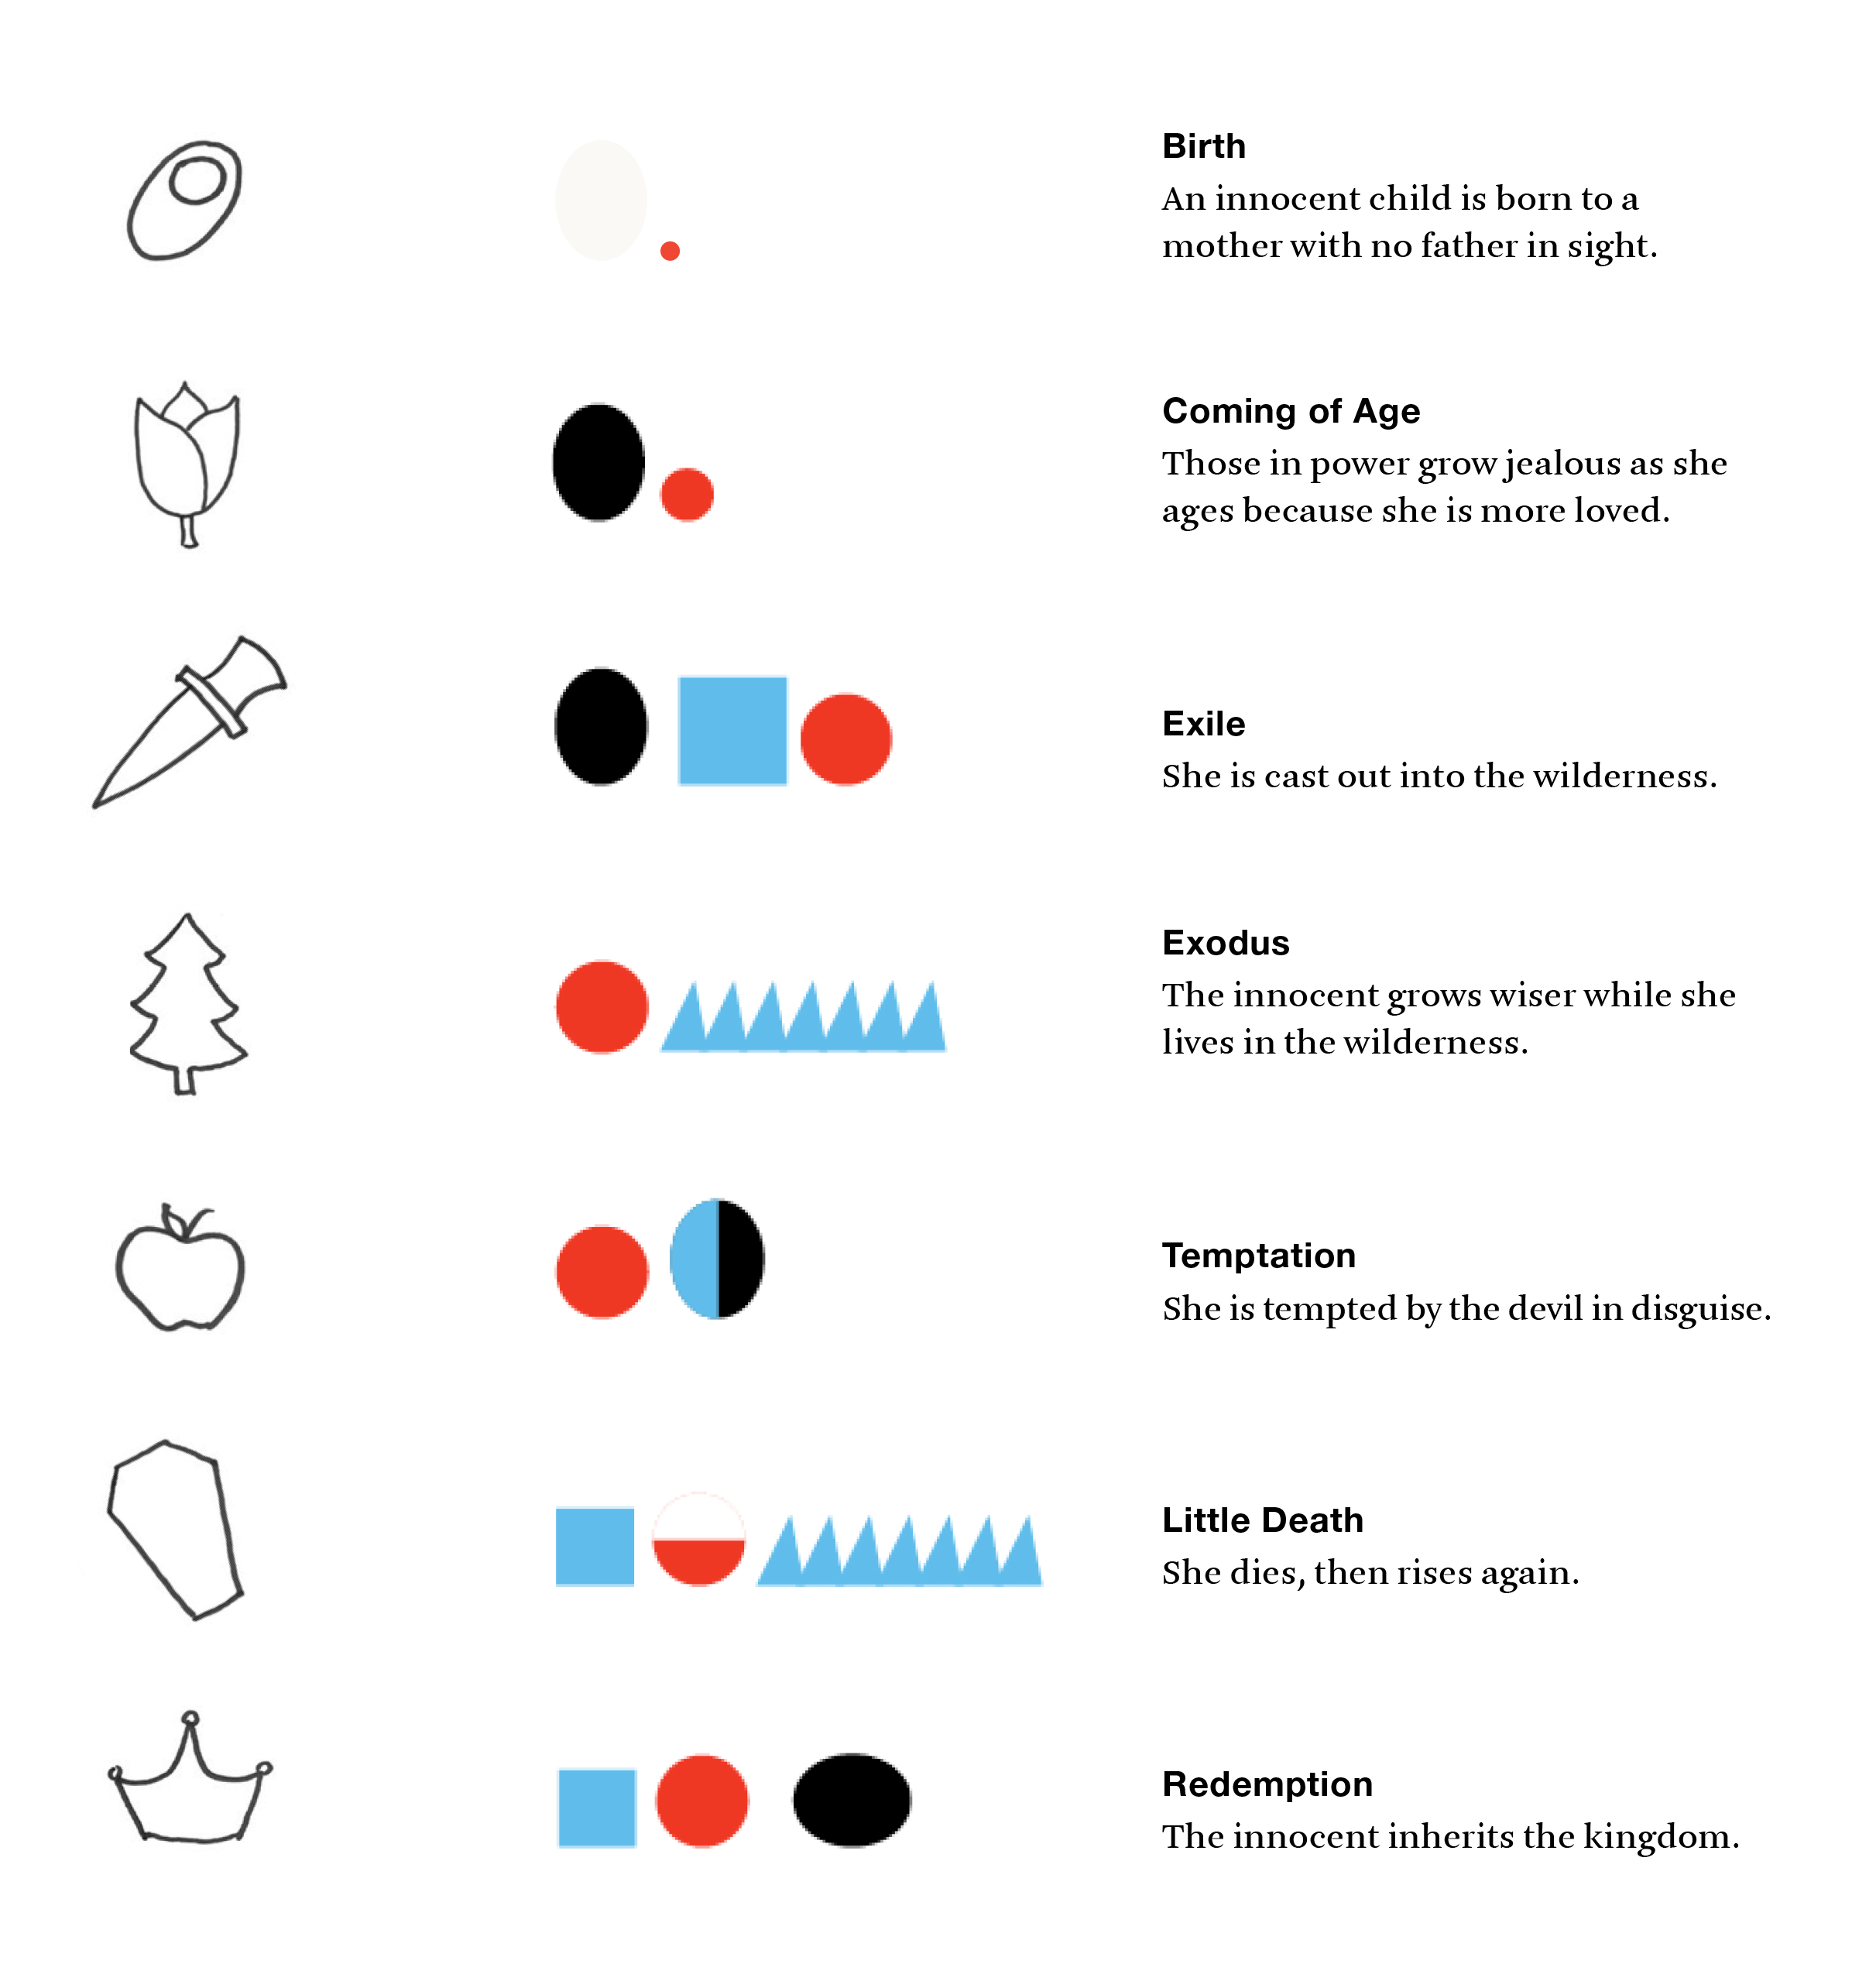 Birth
An innocent child is born to a
mother with no father in sight.
Coming of Age
Those in power grow jealous as she
ages because she is more loved.
Exile
She is cast out into the wilderness.
Exodus
The innocent grows wiser while she
lives in the wilderness.
Temptation
She is tempted by the devil in disguise.
Little Death
She dies, then rises again.
Redemption
The innocent inherits the kingdom.